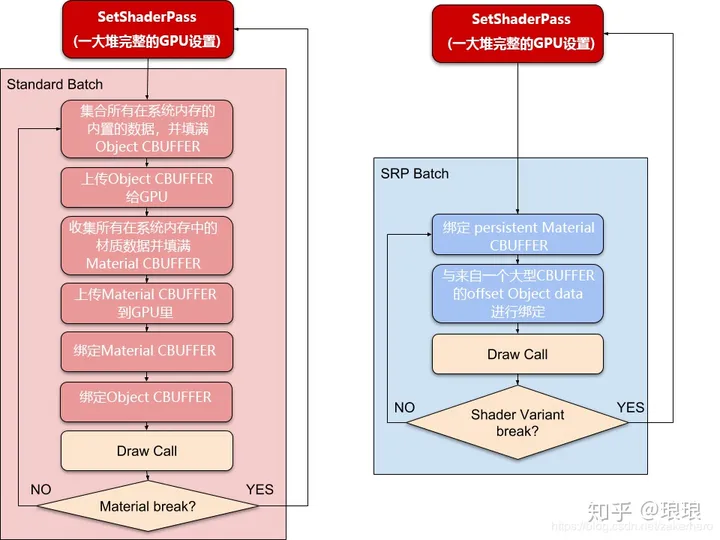 SetShaderPass
(一大堆完整的GPU设置)
Standard Batch
集合所有在系统内存的
内置的数据，并填满
Object CBUFFER
上传Object CBUFFER
给GPU
收集所有在系统内存中的
材质数据并填满
Material CBUFFER
上传Material CBUFFER
到GPU里
绑定Material CBUFFER
绑定Object CBUFFER
Draw Call
NO
YES
Material break?
SetShaderPass
(一大堆完整的GPU设置)
SRP Batch
绑定 persistent Material
CBUFFER
与来自一个大型CBUFFER
的offset Object data
进行绑定
Draw Call
NO
YES
Shader Variant
break?
知乎 @琅琅